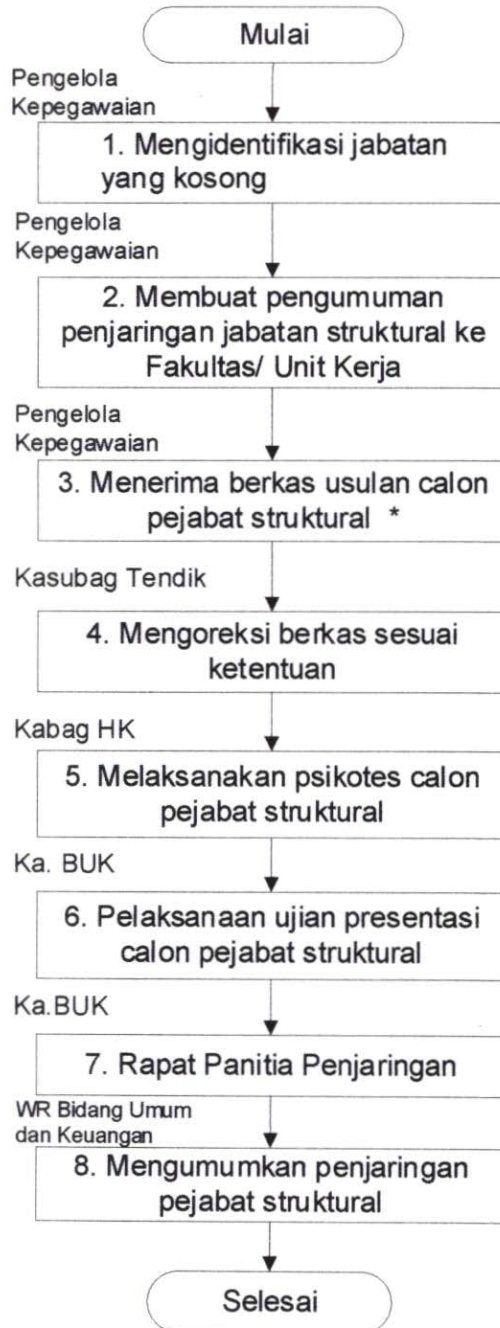 Mulai
Pengelola
Kepegawaian
1. Mengidentifikasi jabatan
yang kosong
Pengelola
Kepegawaian
2. Membuat pengumuman
penjaringan jabatan struktural ke
Fakultas/ Unit Kerja
Pengelola
Kepegawaian
3. Menerima berkas usulan calon
pejabat struktural *
Kasubag Tendik
4. Mengoreksi berkas sesuai
ketentuan
Kabag HK
5. Melaksanakan psikotes calon
pejabat struktural
Ka. BUK
6. Pelaksanaan ujian presentasi
calon pejabat struktural
Ka.BUK
7. Rapat Panitia Penjaringan
WR Bidang Umum
dan Keuangan
8. Mengumumkan penjaringan
pejabat struktural
Selesai